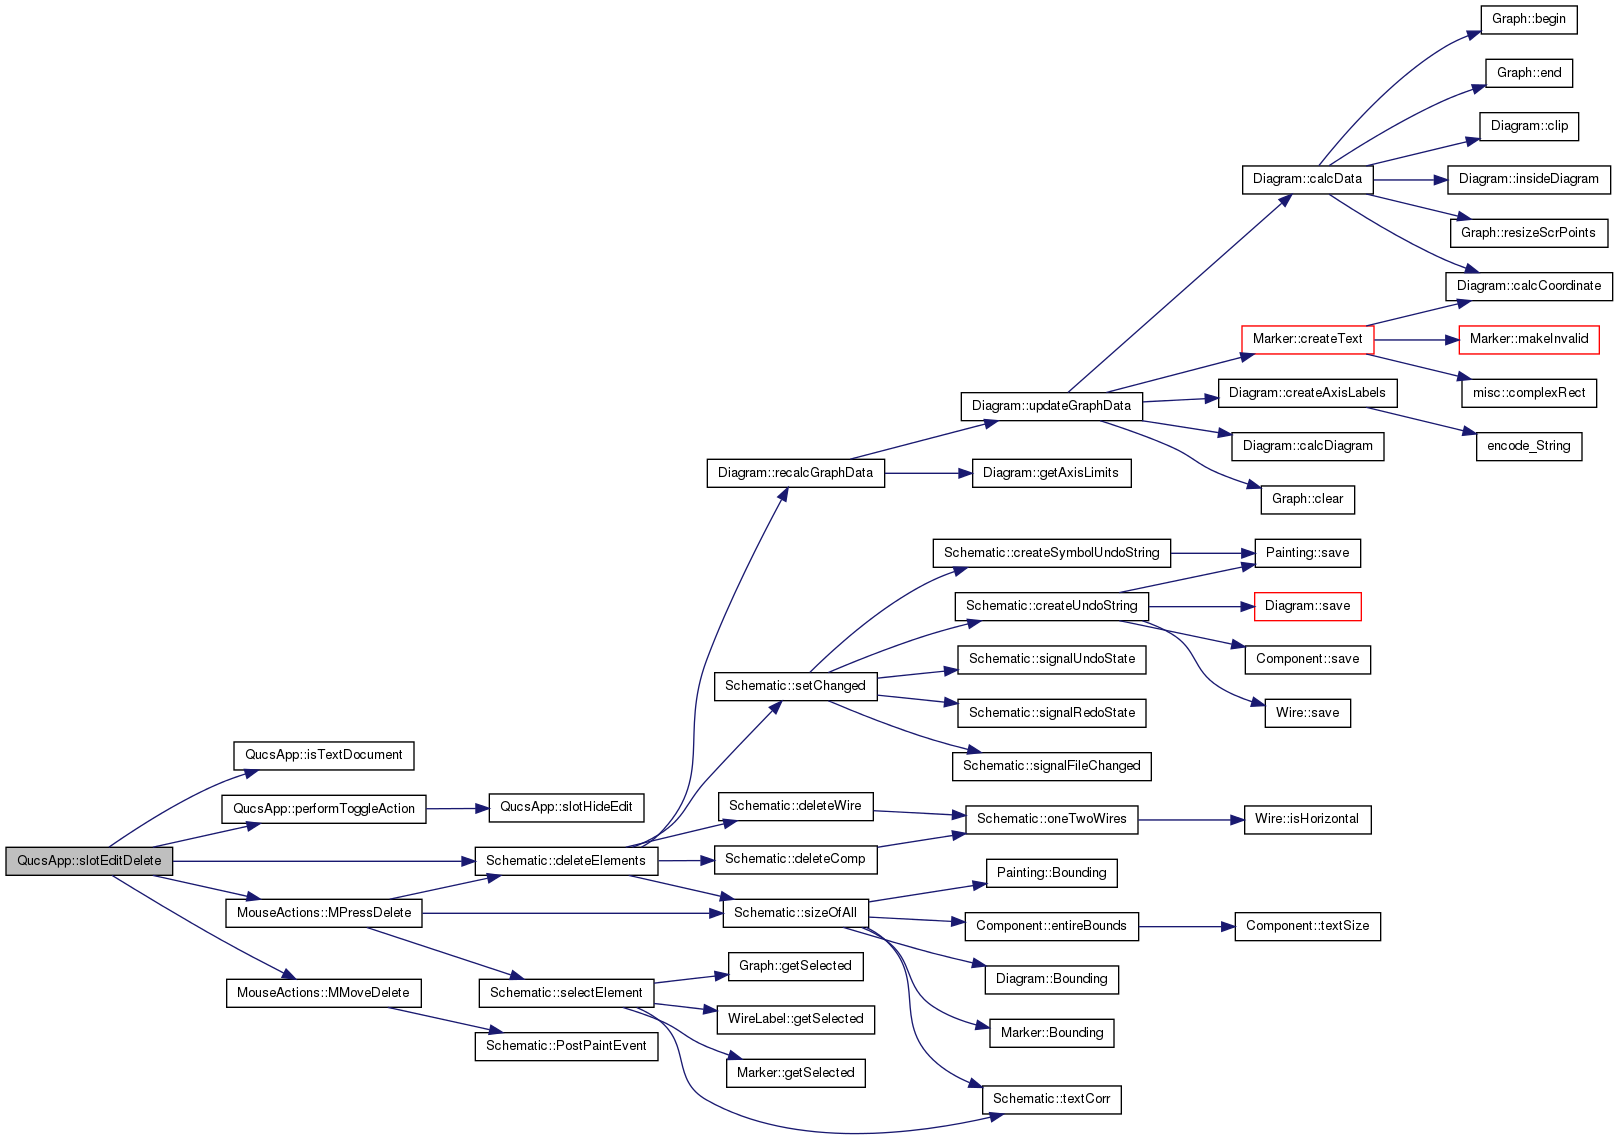 Graph::begin
Graph::end
Diagram::clip
Diagram::calcData
Diagram::insideDiagram
Graph::resizeScrPoints
Diagram::calcCoordinate
Marker::createText
Marker::makeInvalid
Diagram::createAxisLabels
misc::complexRect
Diagram::updateGraphData
Diagram::calcDiagram
encode_String
Diagram::recalcGraphData
Diagram::getAxisLimits
Graph::clear
Schematic::createSymbolUndoString
Painting::save
Schematic::createUndoString
Diagram::save
Schematic::signalUndoState
Component::save
Schematic::setChanged
Schematic::signalRedoState
Wire::save
QucsApp::isTextDocument
Schematic::signalFileChanged
QucsApp::performToggleAction
QucsApp::slotHideEdit
Schematic::deleteWire
Schematic::oneTwoWires
Wire::isHorizontal
QucsApp::slotEditDelete
Schematic::deleteElements
Schematic::deleteComp
Painting::Bounding
MouseActions::MPressDelete
Schematic::sizeOfAll
Component::entireBounds
Component::textSize
Graph::getSelected
Diagram::Bounding
MouseActions::MMoveDelete
Schematic::selectElement
WireLabel::getSelected
Marker::Bounding
Schematic::PostPaintEvent
Marker::getSelected
Schematic::textCorr